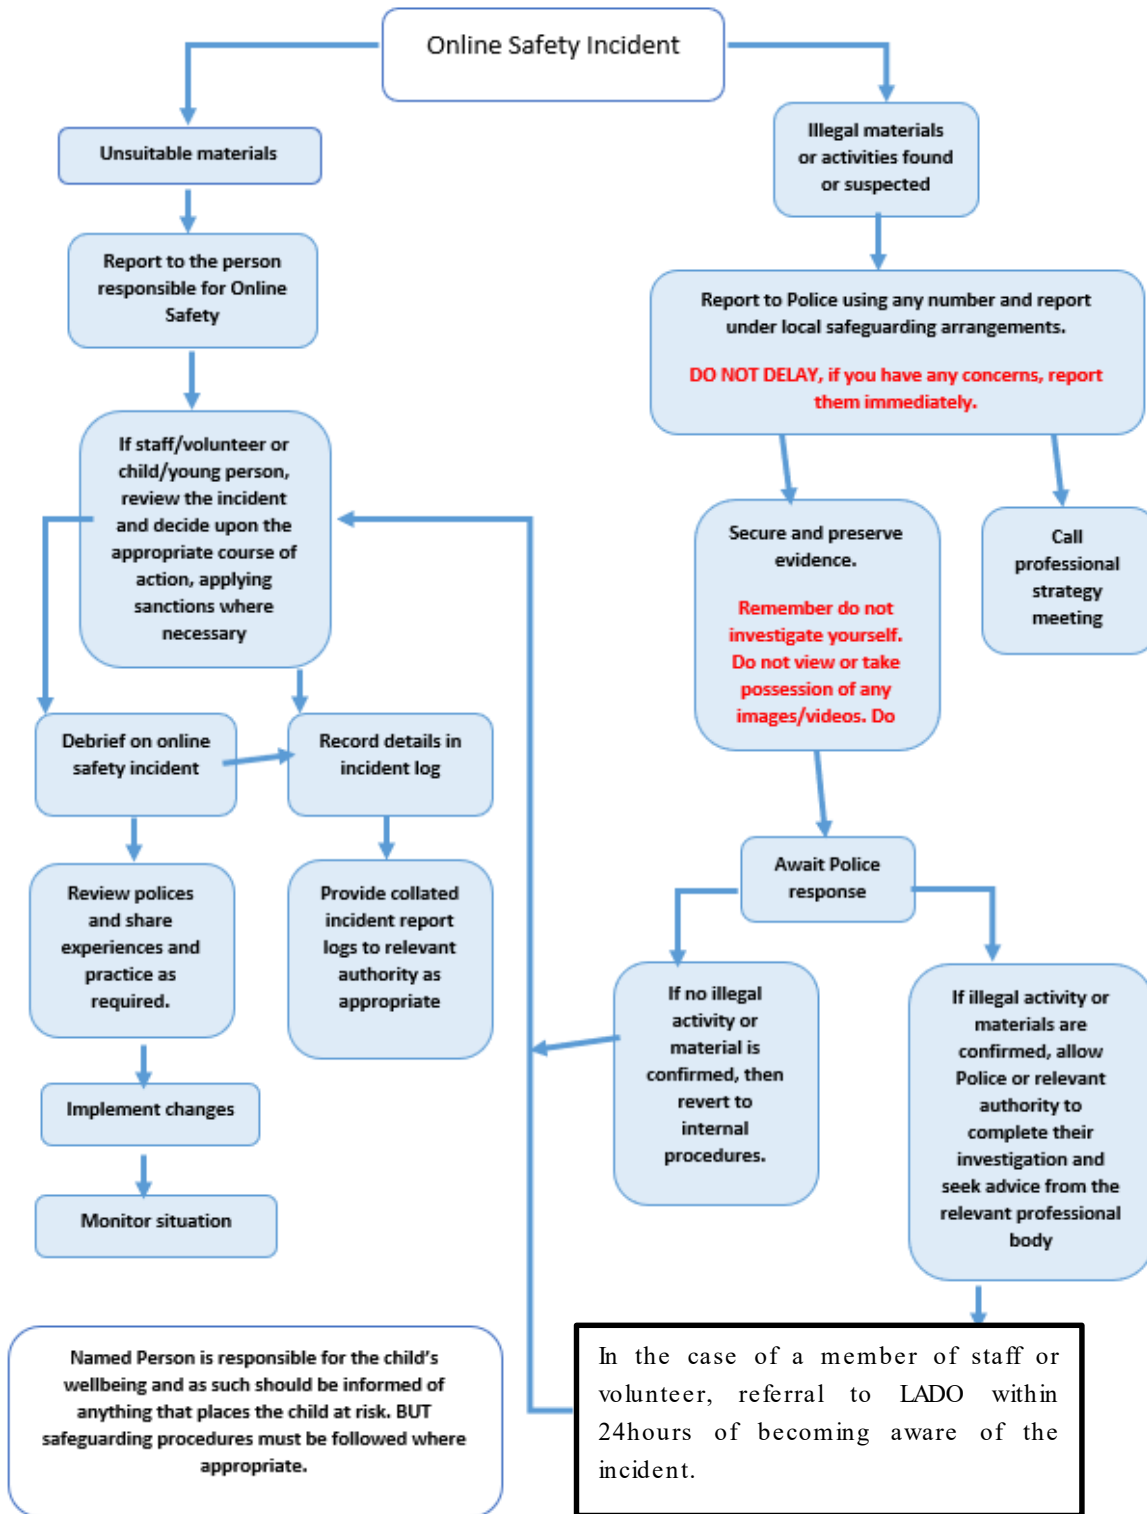 Online Safety Incident
Unsuitable materials
Illegal materials
or activities found
or suspected
Report to the person
responsible for Online
Safety
Report to Police using any number and report
under local safeguarding arrangements.
DO NOT DELAY, if you have any concerns, report
them immediately.
If staff/volunteer or
child/young person,
review the incident
and decide upon the
appropriate course of
action, applying
sanctions where
necessary
Secure and preserve
evidence.
Remember do not
investigate yourself.
Do not view or take
possession of any
images/videos. Do
Call
professional
strategy
meeting
Debrief on online
safety incident
Record details in
incident log
Await Police
response
Review polices
and share
experiences and
practice as
required.
Provide collated
incident report
logs to relevant
authority as
appropriate
If no illegal
activity or
material is
confirmed, then
revert to
internal
procedures.
If illegal activity or
materials are
confirmed, allow
Police or relevant
authority to
complete their
investigation and
seek advice from the
relevant professional
body
Implement changes
Monitor situation
Named Person is responsible for the child's
wellbeing and as such should be informed of
anything that places the child at risk. BUT
safeguarding procedures must be followed where
appropriate.
In the case of a member of staff or
volunteer, referral to LADO within
24hours of becoming aware of the
incident.